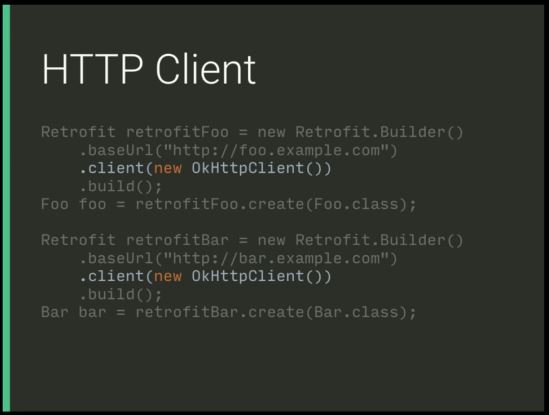 HTTP Client
Retrofit retrofitFoo = new Retrofit.Builder()
    .baseUrl("http://foo.example.com")
    .client(new OkHttpClient())
    .build();
Foo foo = retrofitFoo.create(Foo.class);
Retrofit retrofitBar = new Retrofit.Builder()
    .baseUrl("http://bar.example.com")
    .client(new OkHttpClient())
    .build();
Bar bar = retrofitBar.create(Bar.class);